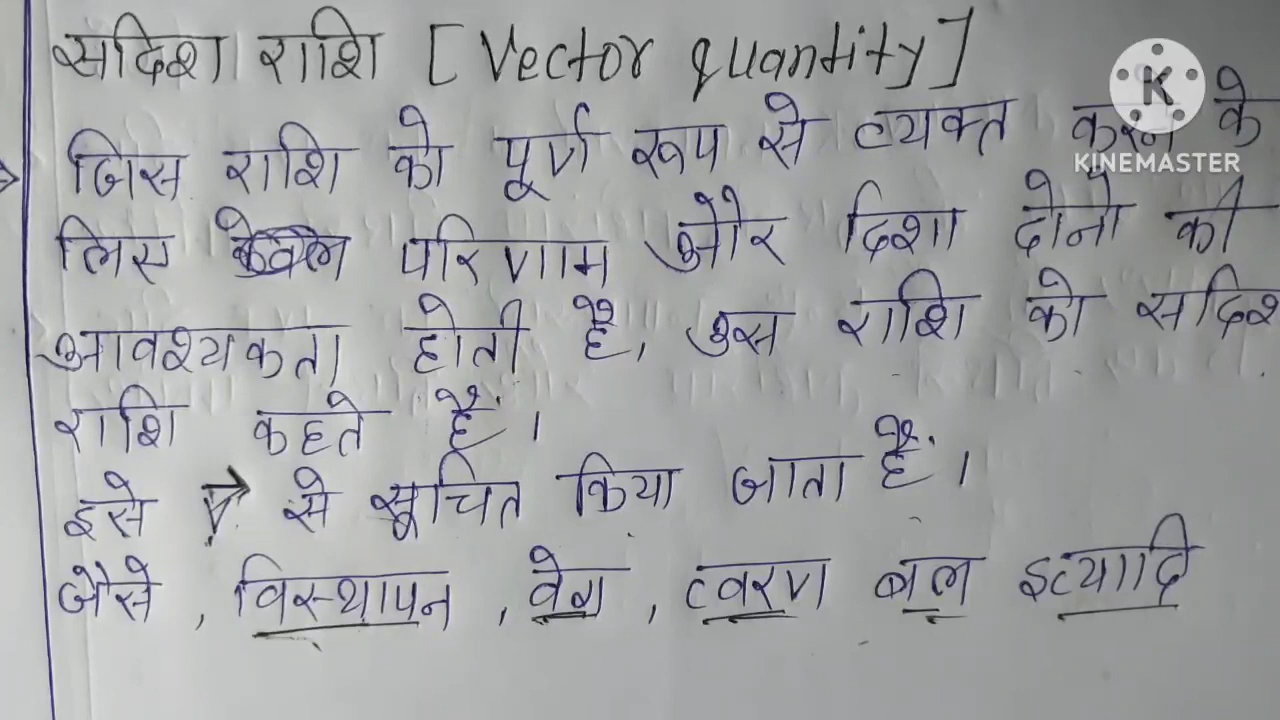 सदिश राशि [Vector quantity]
जिस राशि को पूर्ण रूप से व्यक्त करने के
लिए परिणाम और दिशा दोनो की
आवश्यकता होती है, उस राशि को सदिश
राशि कहते हैं।
इसे से सूचित किया जाता हैं।
जैसे, विस्थापन, वेग, त्वरण बल इत्यादि
K
KINEMASTER